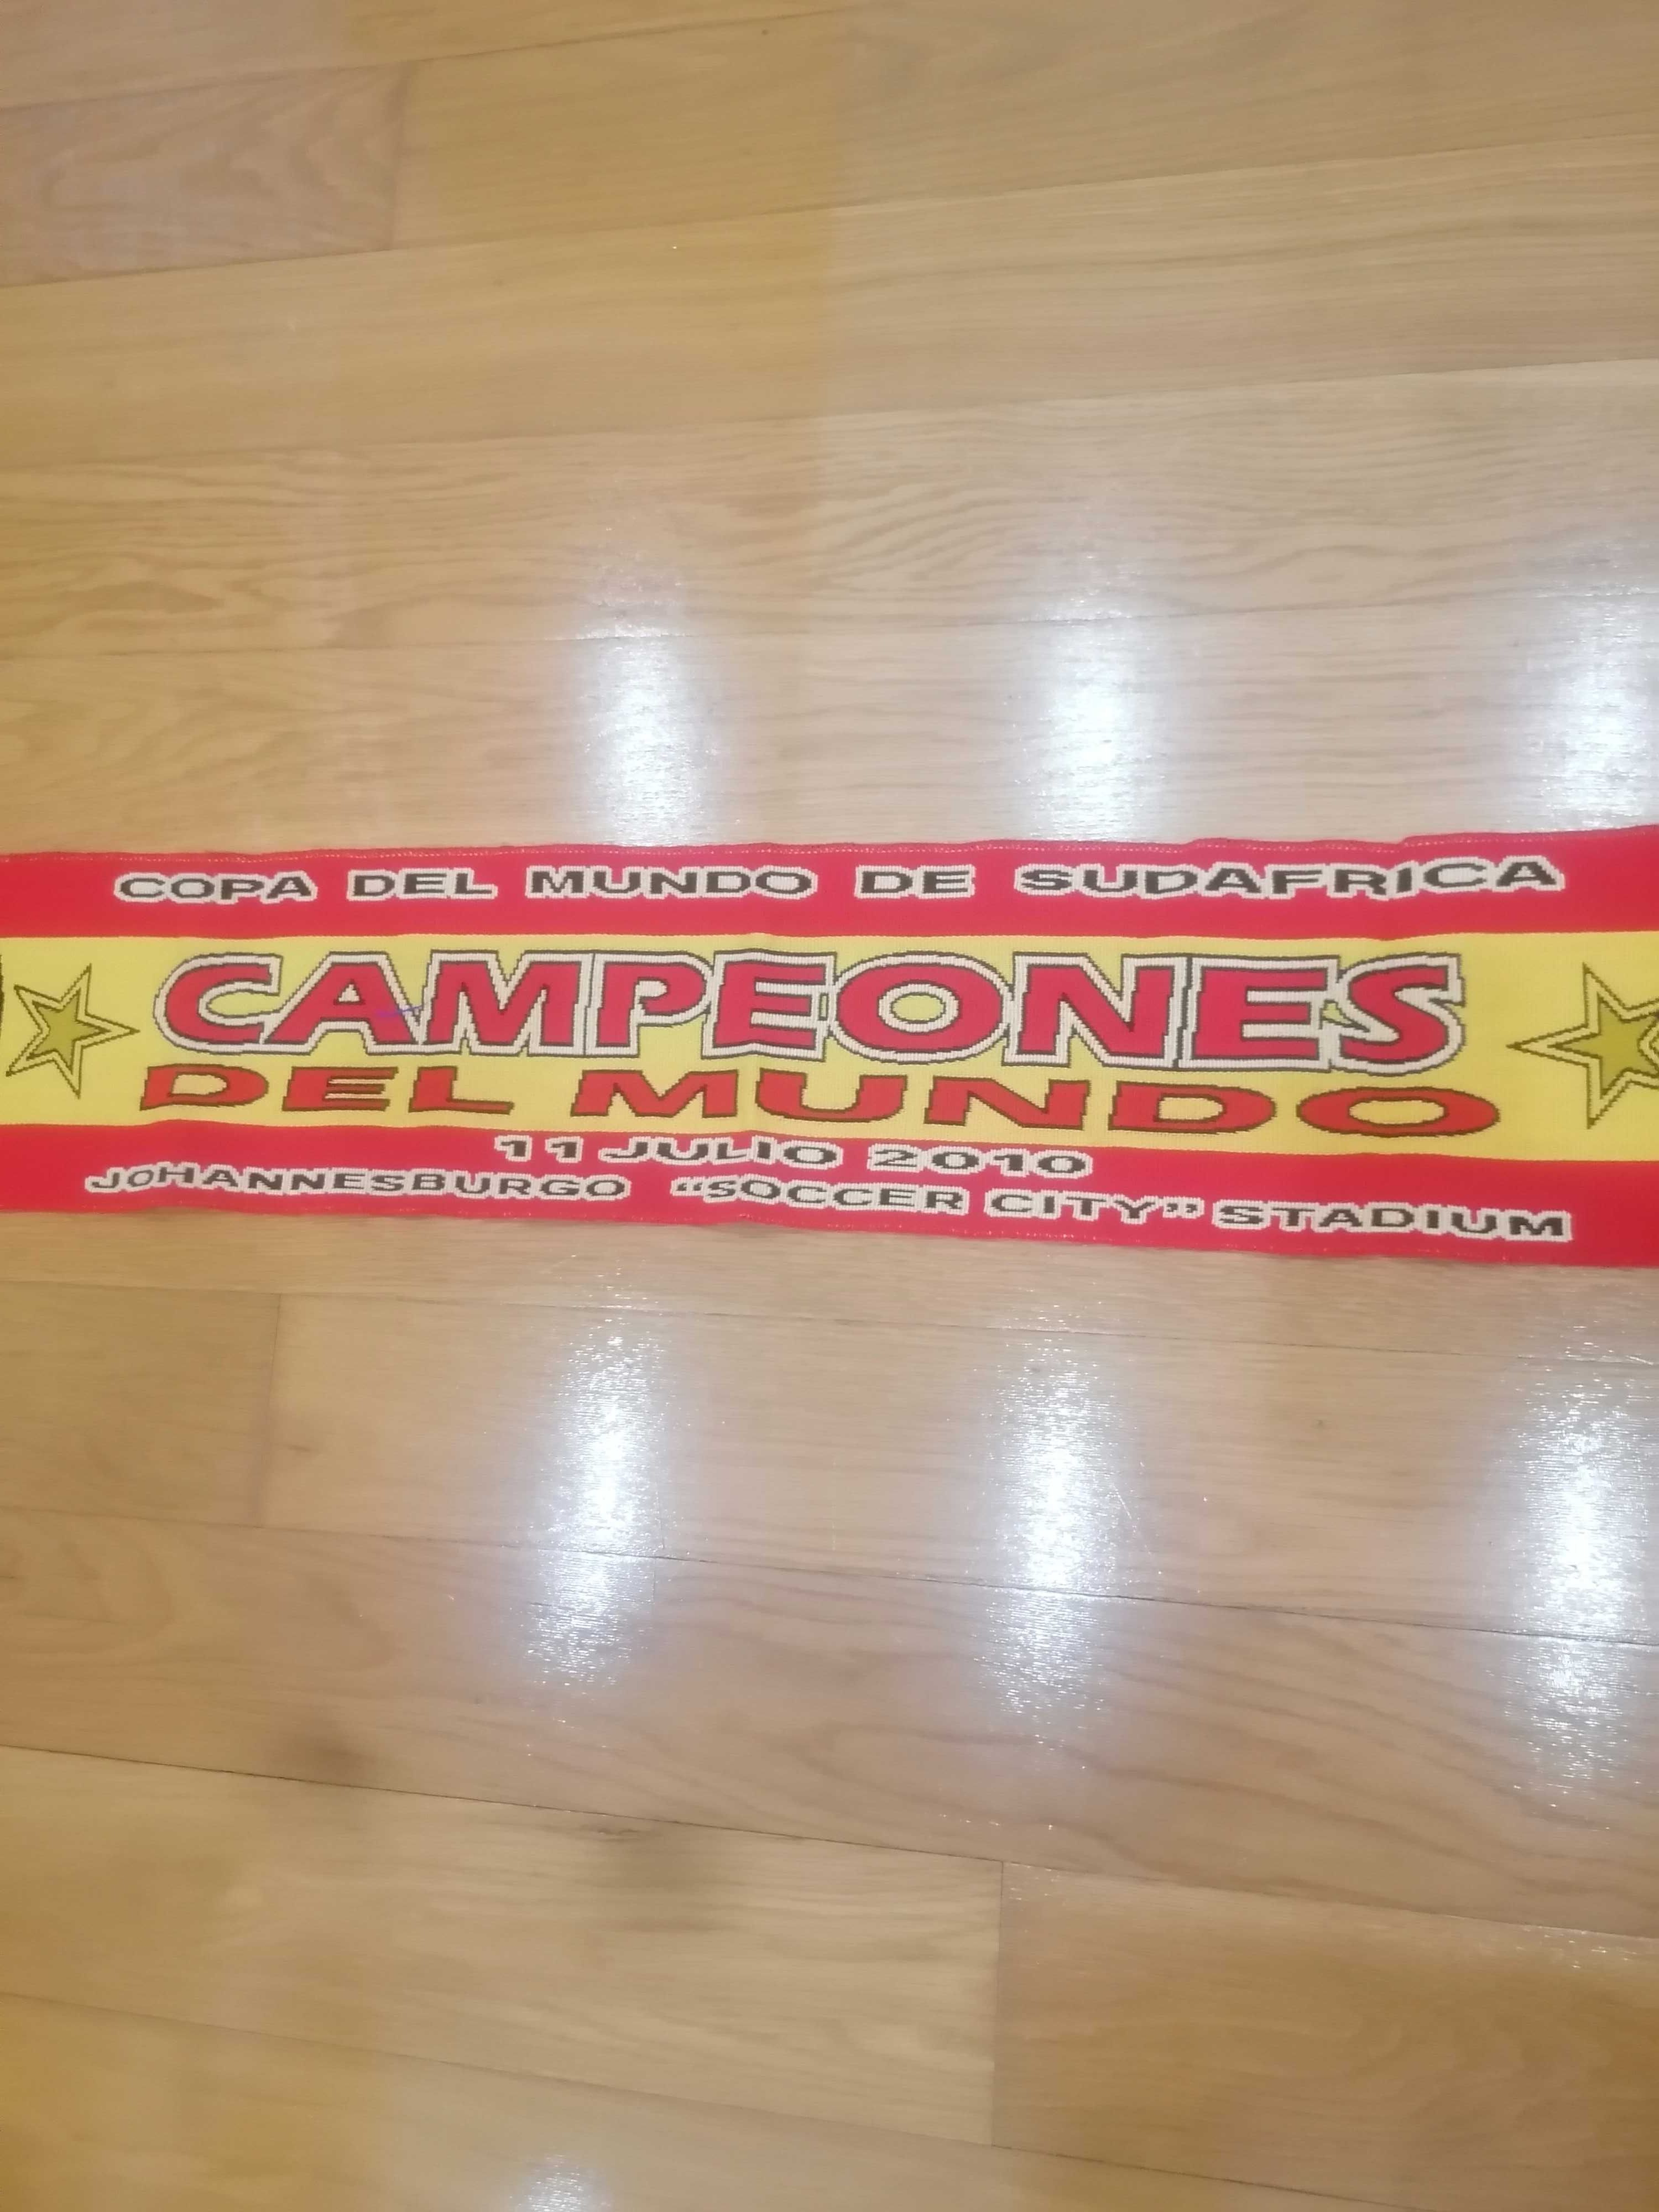 COPA DEL MUNDO DE SUDAFRICA
CAMPEONES
DEL MUNDO
11 JULIO 2010
JOHANNESBURGO “SOCCER CITY” STADIUM